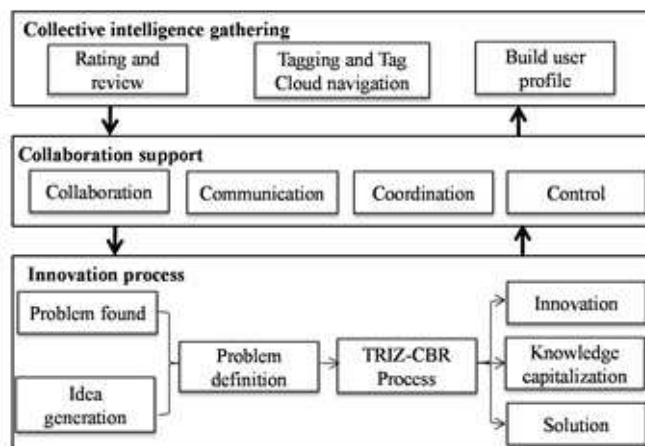 Collective intelligence gathering
Rating and
review
Tagging and Tag
Cloud navigation
Build user
profile
Collaboration support
Collaboration
Communication
Coordination
Control
Innovation process
Problem found
Idea
generation
Problem
definition
TRIZ-CBR
Process
Innovation
Knowledge
capitalization
Solution